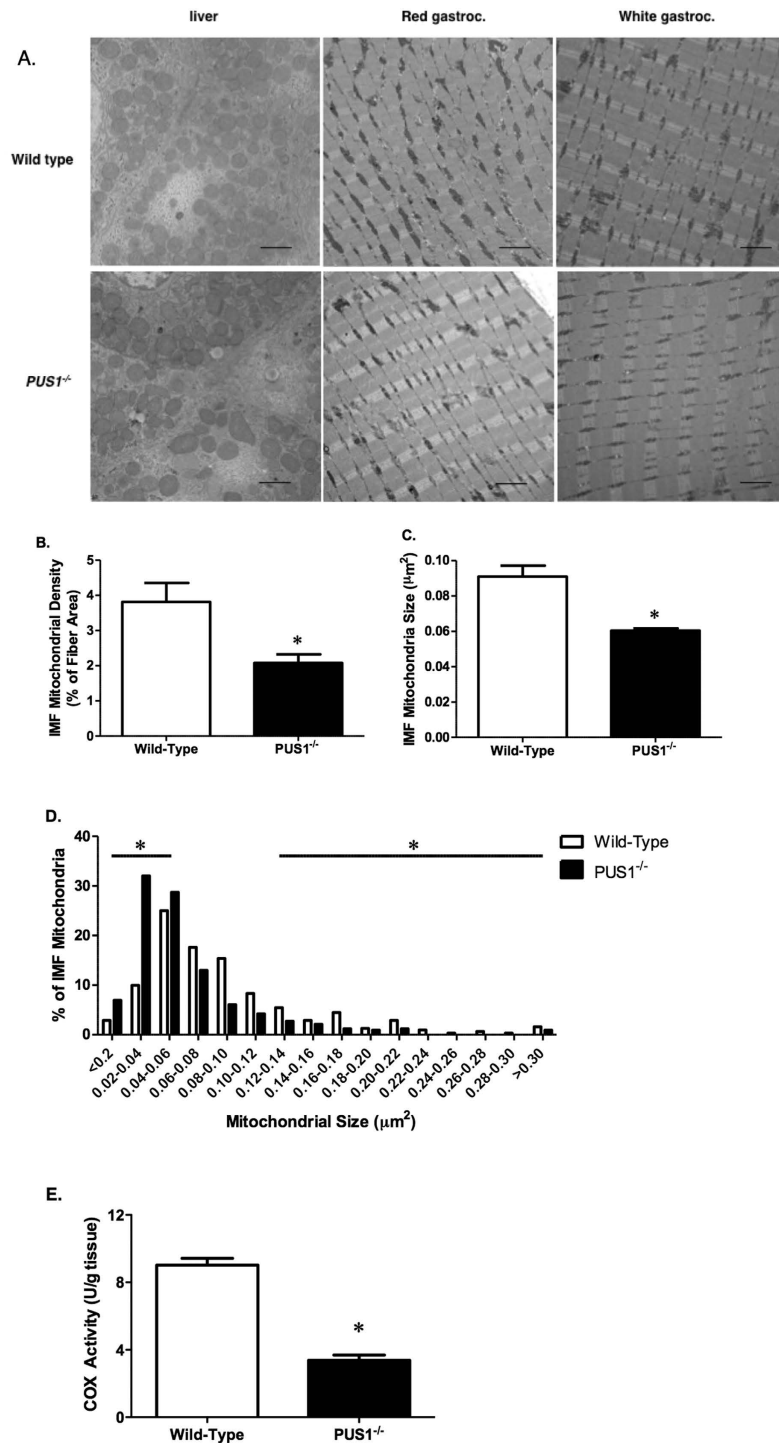 liver Red gastroc. White gastroc.
A.
Wild type
PUS1-/-
B.
IMF Mitochondrial Density
(% of Fiber Area)
5
4
3
2
1
0
Wild-Type PUS1-/-
*
C.
IMF Mitochondria Size (μm²)
0.10
0.08
0.06
0.04
0.02
0.00
Wild-Type PUS1-/-
*
D.
% of IMF Mitochondria
40
30
20
10
0
* *
Wild-Type
PUS1-/-
<0.2
0.02-0.04
0.04-0.06
0.06-0.08
0.08-0.10
0.10-0.12
0.12-0.14
0.14-0.16
0.16-0.18
0.18-0.20
0.20-0.22
0.22-0.24
0.24-0.26
0.26-0.28
0.28-0.30
>0.30
Mitochondrial Size (μm²)
E.
COX Activity (U/g tissue)
12
8
4
0
*
Wild-Type PUS1-/-